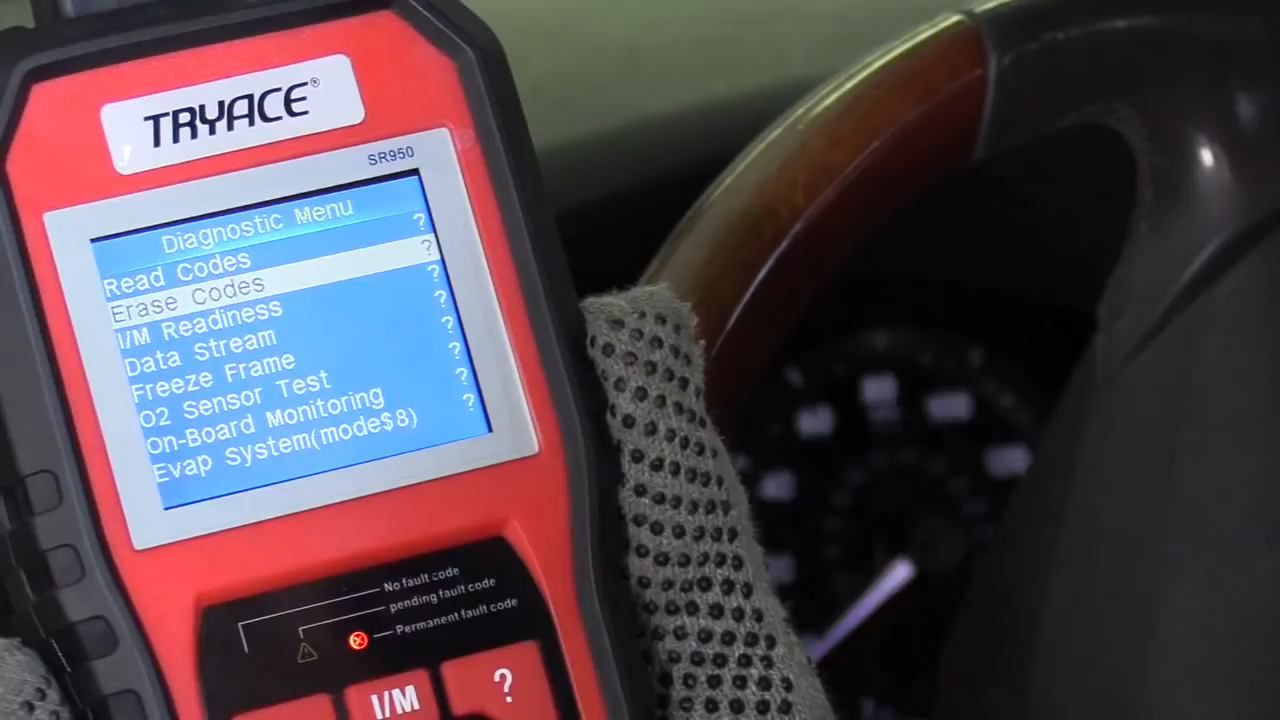 TRYACE®
SR950
Diagnostic Menu
Read Codes ?
Erase Codes ?
I/M Readiness ?
Data Stream ?
Freeze Frame ?
O2 Sensor Test ?
On-Board Monitoring ?
Evap System(mode$8) ?
No fault code
pending fault code
Permanent fault code
I/M
?